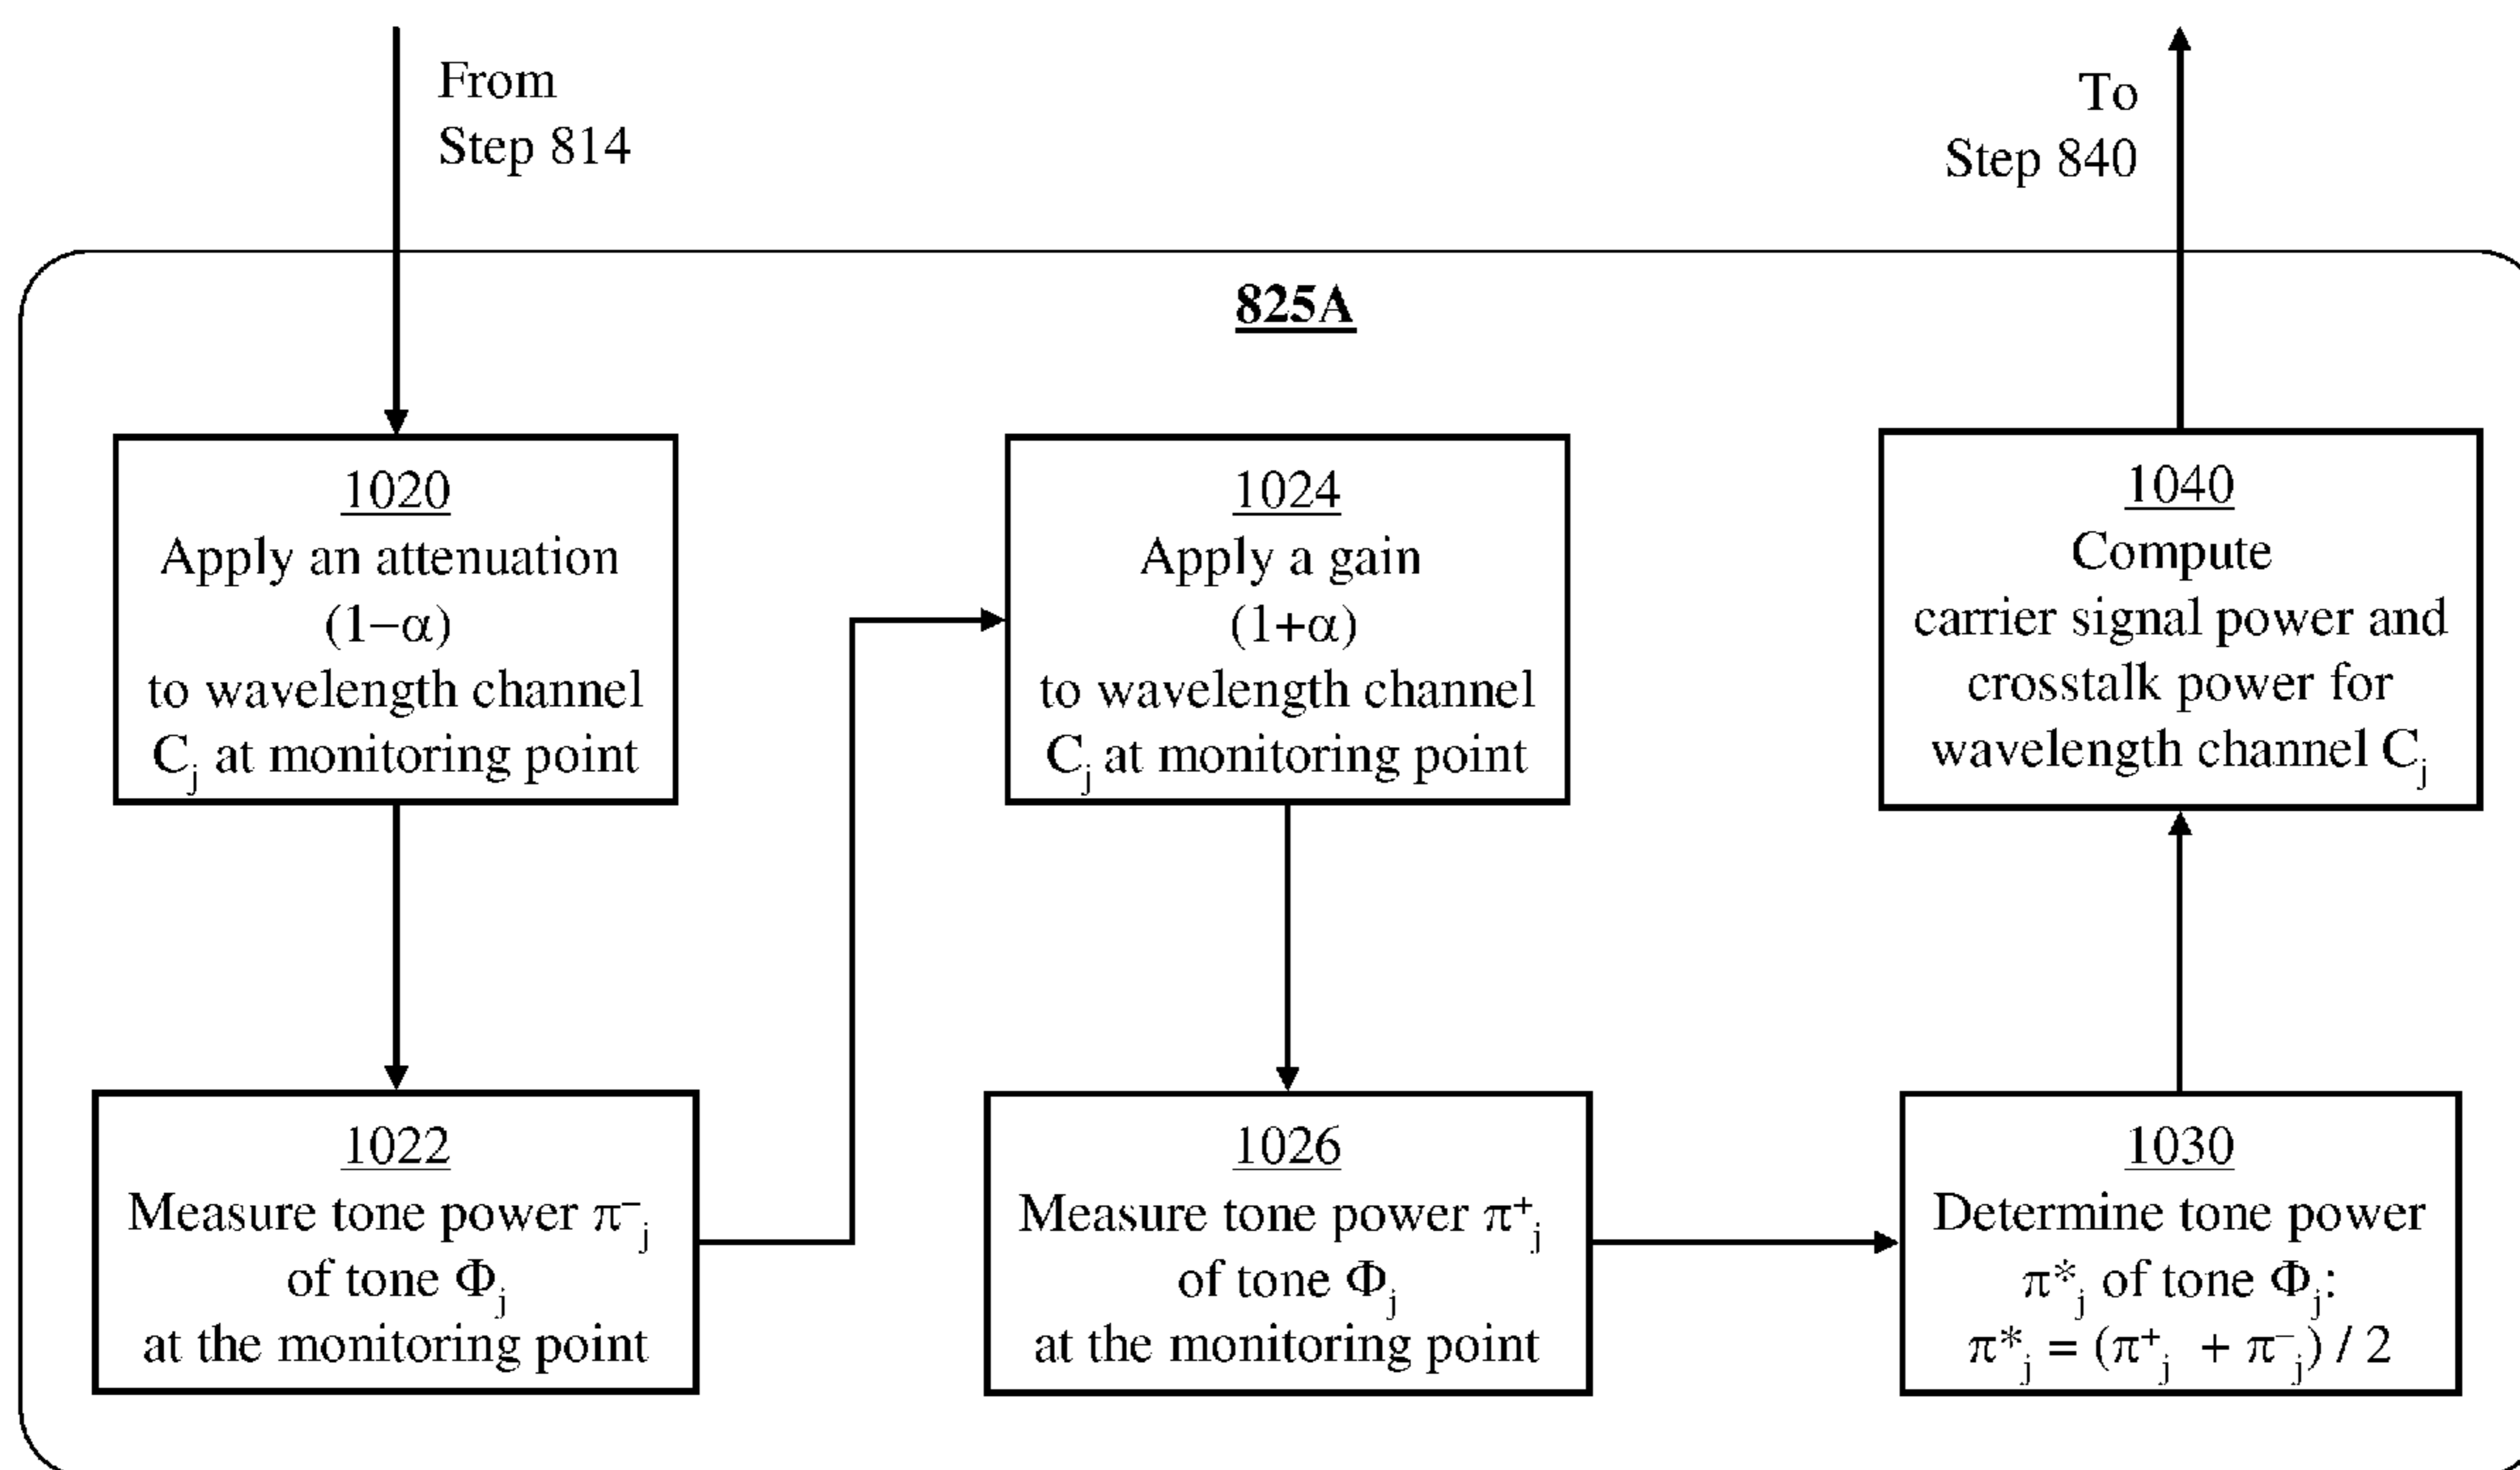 From
Step 814
To
Step 840
825A
1020
Apply an attenuation
(1−α)
to wavelength channel
Cj at monitoring point
1022
Measure tone power π⁻j
of tone Φj
at the monitoring point
1024
Apply a gain
(1+α)
to wavelength channel
Cj at monitoring point
1026
Measure tone power π⁺j
of tone Φj
at the monitoring point
1030
Determine tone power
π*j of tone Φj:
π*j = (π⁺j + π⁻j) / 2
1040
Compute
carrier signal power and
crosstalk power for
wavelength channel Cj